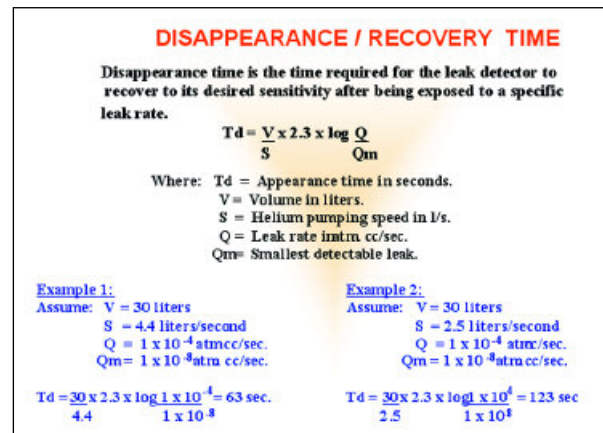 DISAPPEARANCE / RECOVERY TIME
Disappearance time is the time required for the leak detector to
recover to its desired sensitivity after being exposed to a specific
leak rate.
Td = V x 2.3 x log Q
S Qm
Where: Td = Appearance time in seconds.
V = Volume in liters.
S = Helium pumping speed in l/s.
Q = Leak rate in atm cc/sec.
Qm= Smallest detectable leak.
Example 1:
Assume: V = 30 liters
S = 4.4 liters/second
Q = 1 x 10⁻⁴ atmcc/sec.
Qm = 1 x 10⁻⁸ atm cc/sec.
Td = 30 x 2.3 x log 1 x 10⁻⁴ = 63 sec.
4.4 1 x 10⁻⁸
Example 2:
Assume: V = 30 liters
S = 2.5 liters/second
Q = 1 x 10⁻⁴ atm cc/sec.
Qm = 1 x 10⁻⁸ atm cc/sec.
Td = 30 x 2.3 x log1 x 10⁴ = 123 sec
2.5 1 x 10⁸